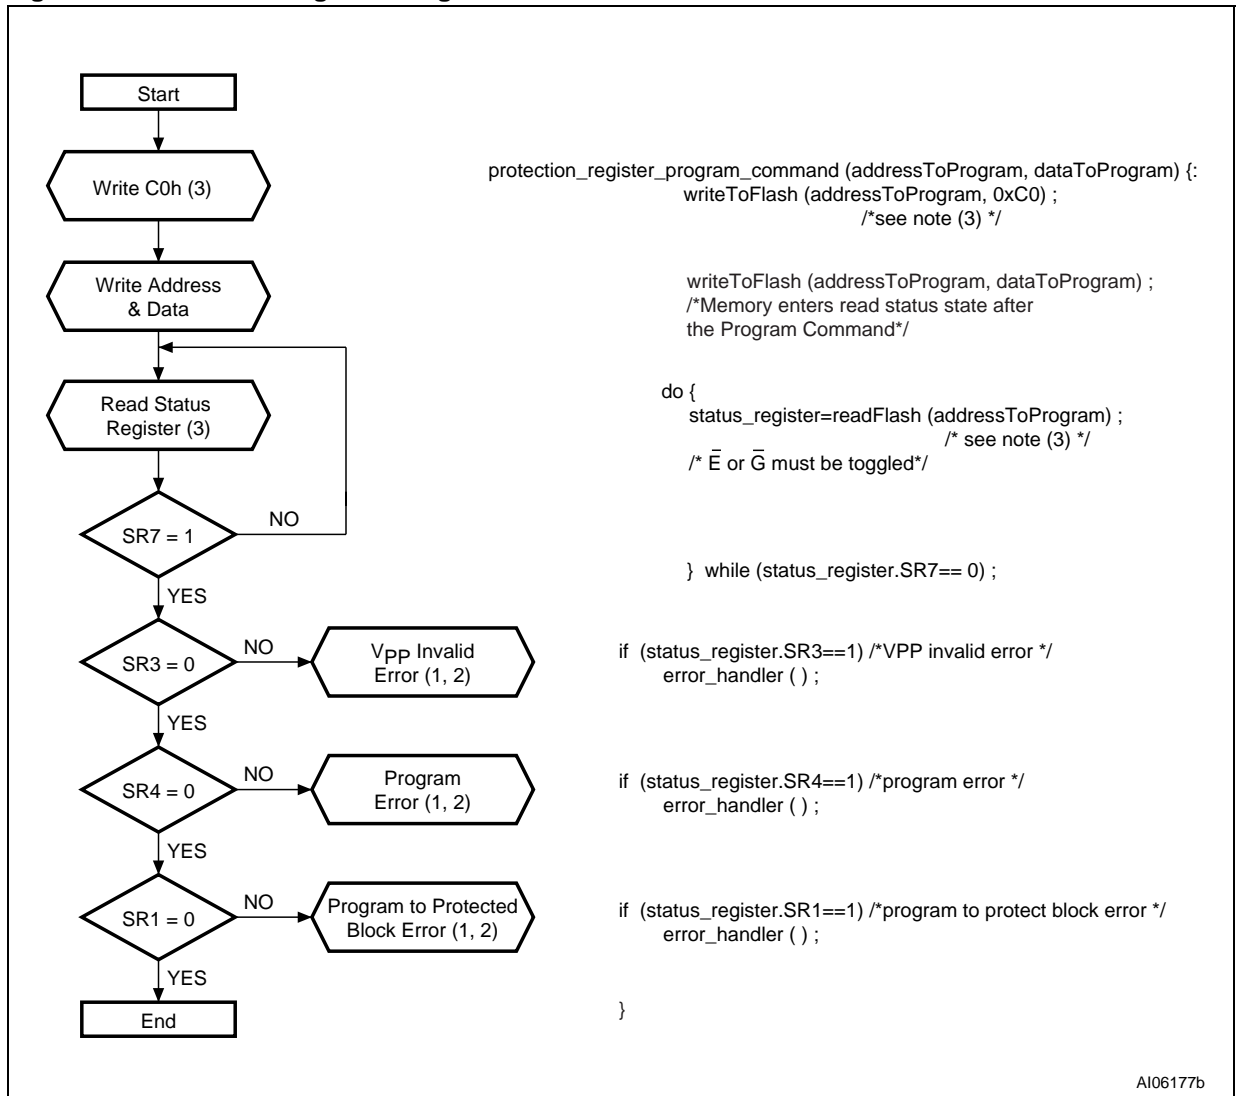 Start
Write C0h (3)
Write Address
& Data
Read Status
Register (3)
SR7 = 1
NO
YES
SR3 = 0
NO
VPP Invalid
Error (1, 2)
YES
SR4 = 0
NO
Program
Error (1, 2)
YES
SR1 = 0
NO
Program to Protected
Block Error (1, 2)
YES
End
protection_register_program_command (addressToProgram, dataToProgram) {:
writeToFlash (addressToProgram, 0xC0) ;
/*see note (3) */
writeToFlash (addressToProgram, dataToProgram) ;
/*Memory enters read status state after
the Program Command*/
do {
status_register=readFlash (addressToProgram) ;
/* see note (3) */
/* E̅ or G̅ must be toggled*/
} while (status_register.SR7== 0) ;
if (status_register.SR3==1) /*VPP invalid error */
error_handler ( ) ;
if (status_register.SR4==1) /*program error */
error_handler ( ) ;
if (status_register.SR1==1) /*program to protect block error */
error_handler ( ) ;
}
AI06177b